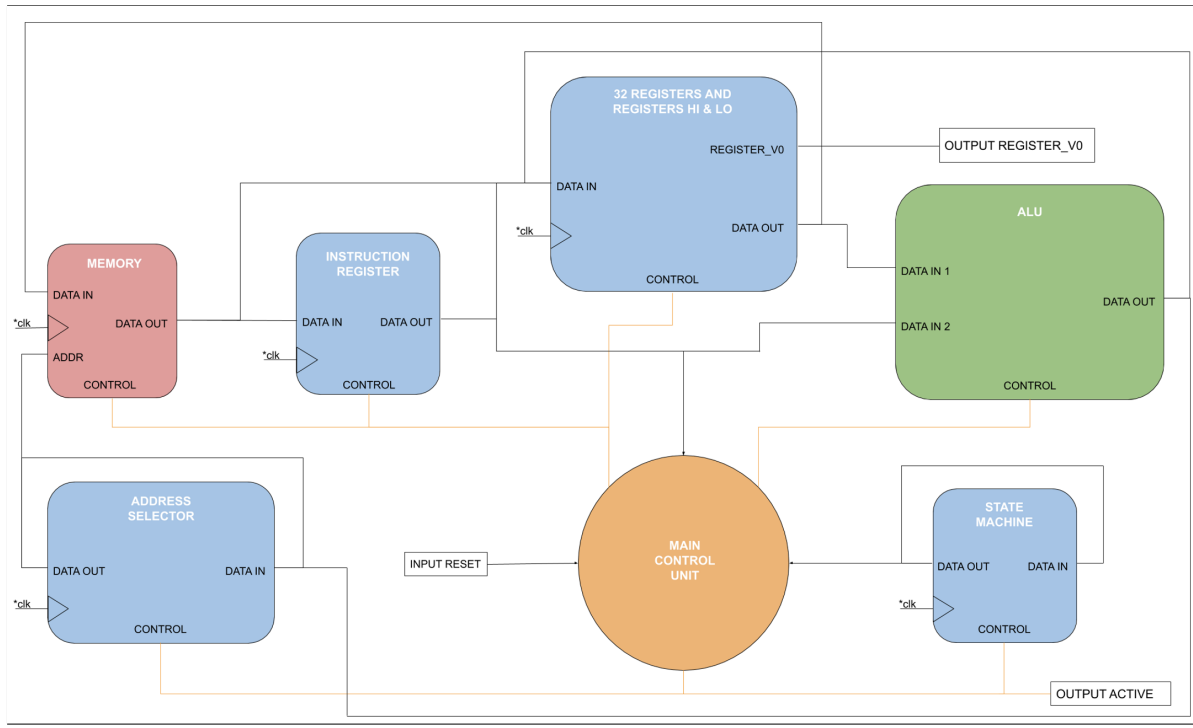 32 REGISTERS AND
REGISTERS HI & LO
REGISTER_V0
OUTPUT REGISTER_V0
DATA IN
*clk
DATA OUT
CONTROL
ALU
DATA IN 1
DATA IN 2
DATA OUT
CONTROL
MEMORY
DATA IN
*clk
DATA OUT
ADDR
CONTROL
INSTRUCTION
REGISTER
DATA IN
DATA OUT
*clk
CONTROL
ADDRESS
SELECTOR
DATA OUT
DATA IN
*clk
CONTROL
INPUT RESET
MAIN
CONTROL
UNIT
STATE
MACHINE
DATA OUT
DATA IN
*clk
CONTROL
OUTPUT ACTIVE